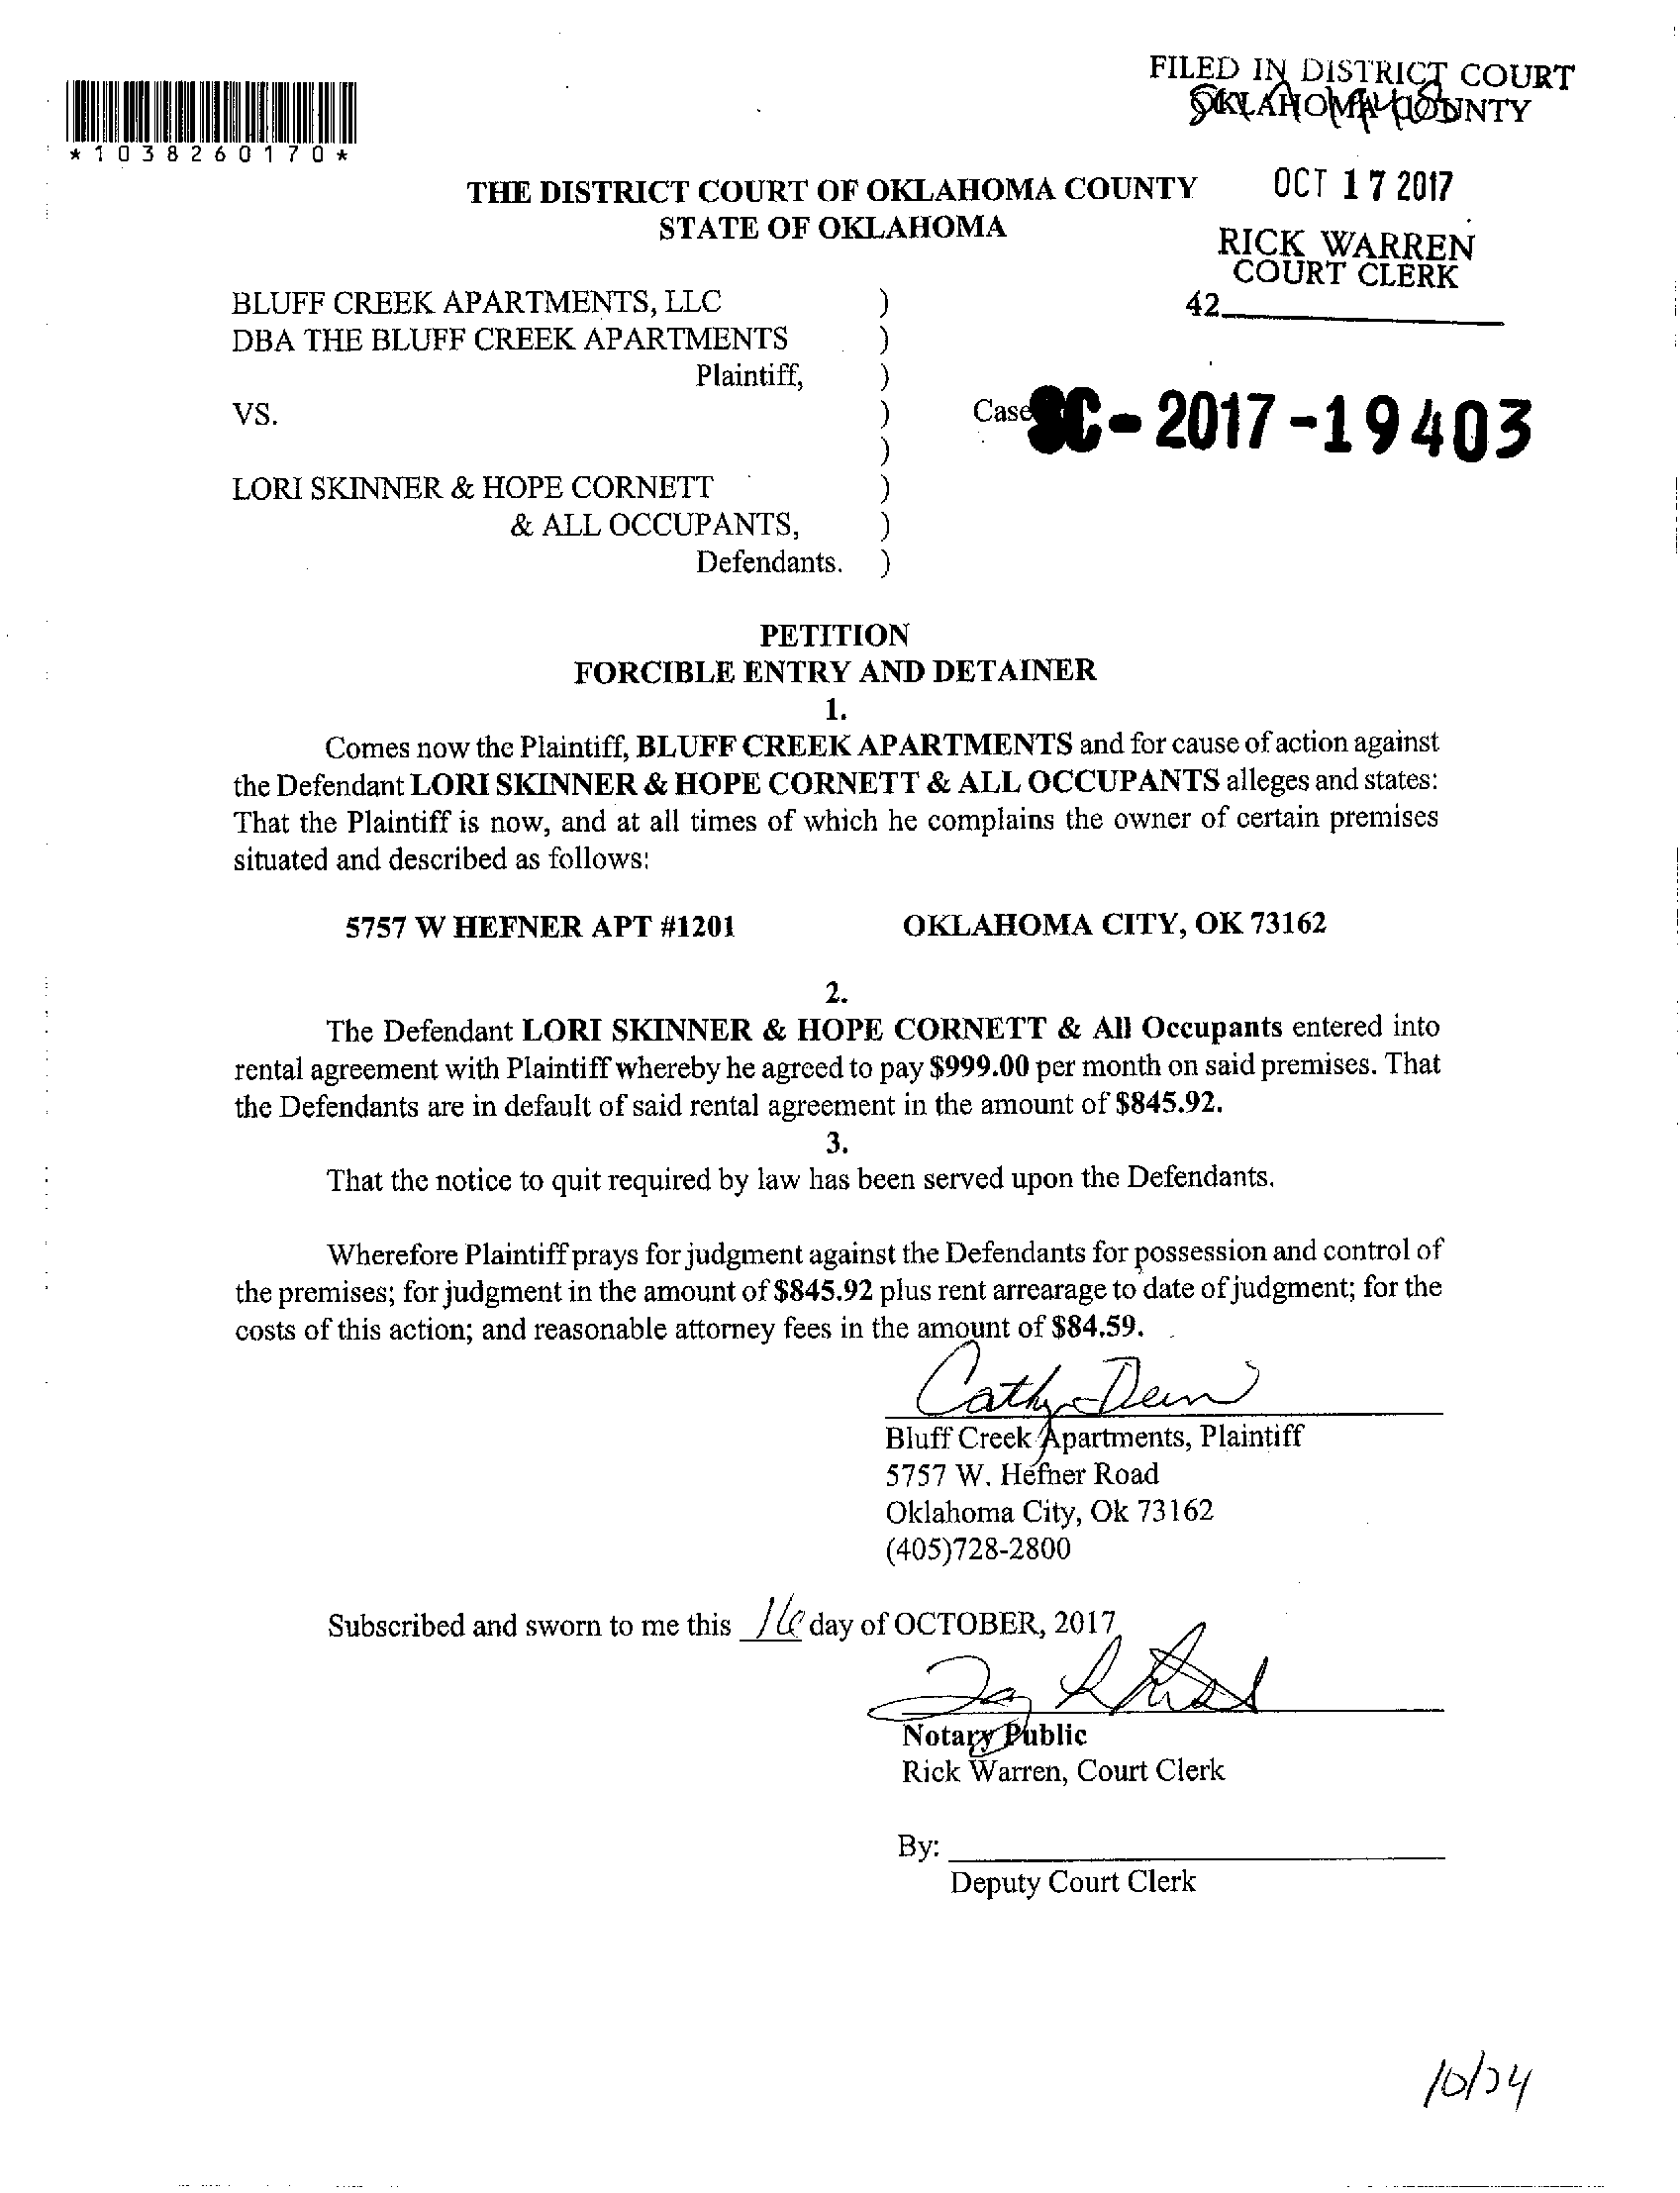 FILED IN DISTRICT COURT
OKLAHOMA COUNTY
*1038260170*
THE DISTRICT COURT OF OKLAHOMA COUNTY
STATE OF OKLAHOMA
OCT 17 2017
RICK WARREN
COURT CLERK
42
BLUFF CREEK APARTMENTS, LLC )
DBA THE BLUFF CREEK APARTMENTS )
Plaintiff, )
VS. ) Case SC-2017-19403
)
LORI SKINNER & HOPE CORNETT )
& ALL OCCUPANTS, )
Defendants. )
PETITION
FORCIBLE ENTRY AND DETAINER
1.
Comes now the Plaintiff, BLUFF CREEK APARTMENTS and for cause of action against
the Defendant LORI SKINNER & HOPE CORNETT & ALL OCCUPANTS alleges and states:
That the Plaintiff is now, and at all times of which he complains the owner of certain premises
situated and described as follows:
5757 W HEFNER APT #1201 OKLAHOMA CITY, OK 73162
2.
The Defendant LORI SKINNER & HOPE CORNETT & All Occupants entered into
rental agreement with Plaintiff whereby he agreed to pay $999.00 per month on said premises. That
the Defendants are in default of said rental agreement in the amount of $845.92.
3.
That the notice to quit required by law has been served upon the Defendants.
Wherefore Plaintiff prays for judgment against the Defendants for possession and control of
the premises; for judgment in the amount of $845.92 plus rent arrearage to date of judgment; for the
costs of this action; and reasonable attorney fees in the amount of $84.59.
Cathy
Bluff Creek Apartments, Plaintiff
5757 W. Hefner Road
Oklahoma City, Ok 73162
(405)728-2800
Subscribed and sworn to me this 16 day of OCTOBER, 2017
Notary Public
Rick Warren, Court Clerk
By:
Deputy Court Clerk
10/24